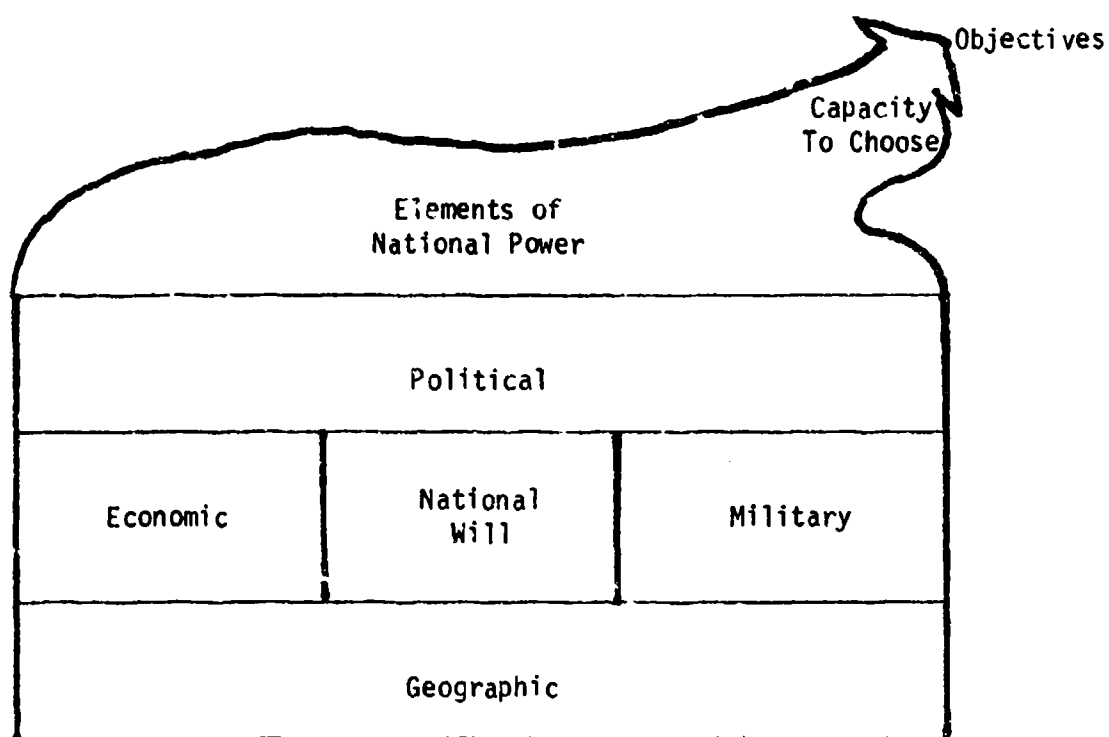 Objectives
Capacity
To Choose
Elements of
National Power
Political
Economic
National
Will
Military
Geographic